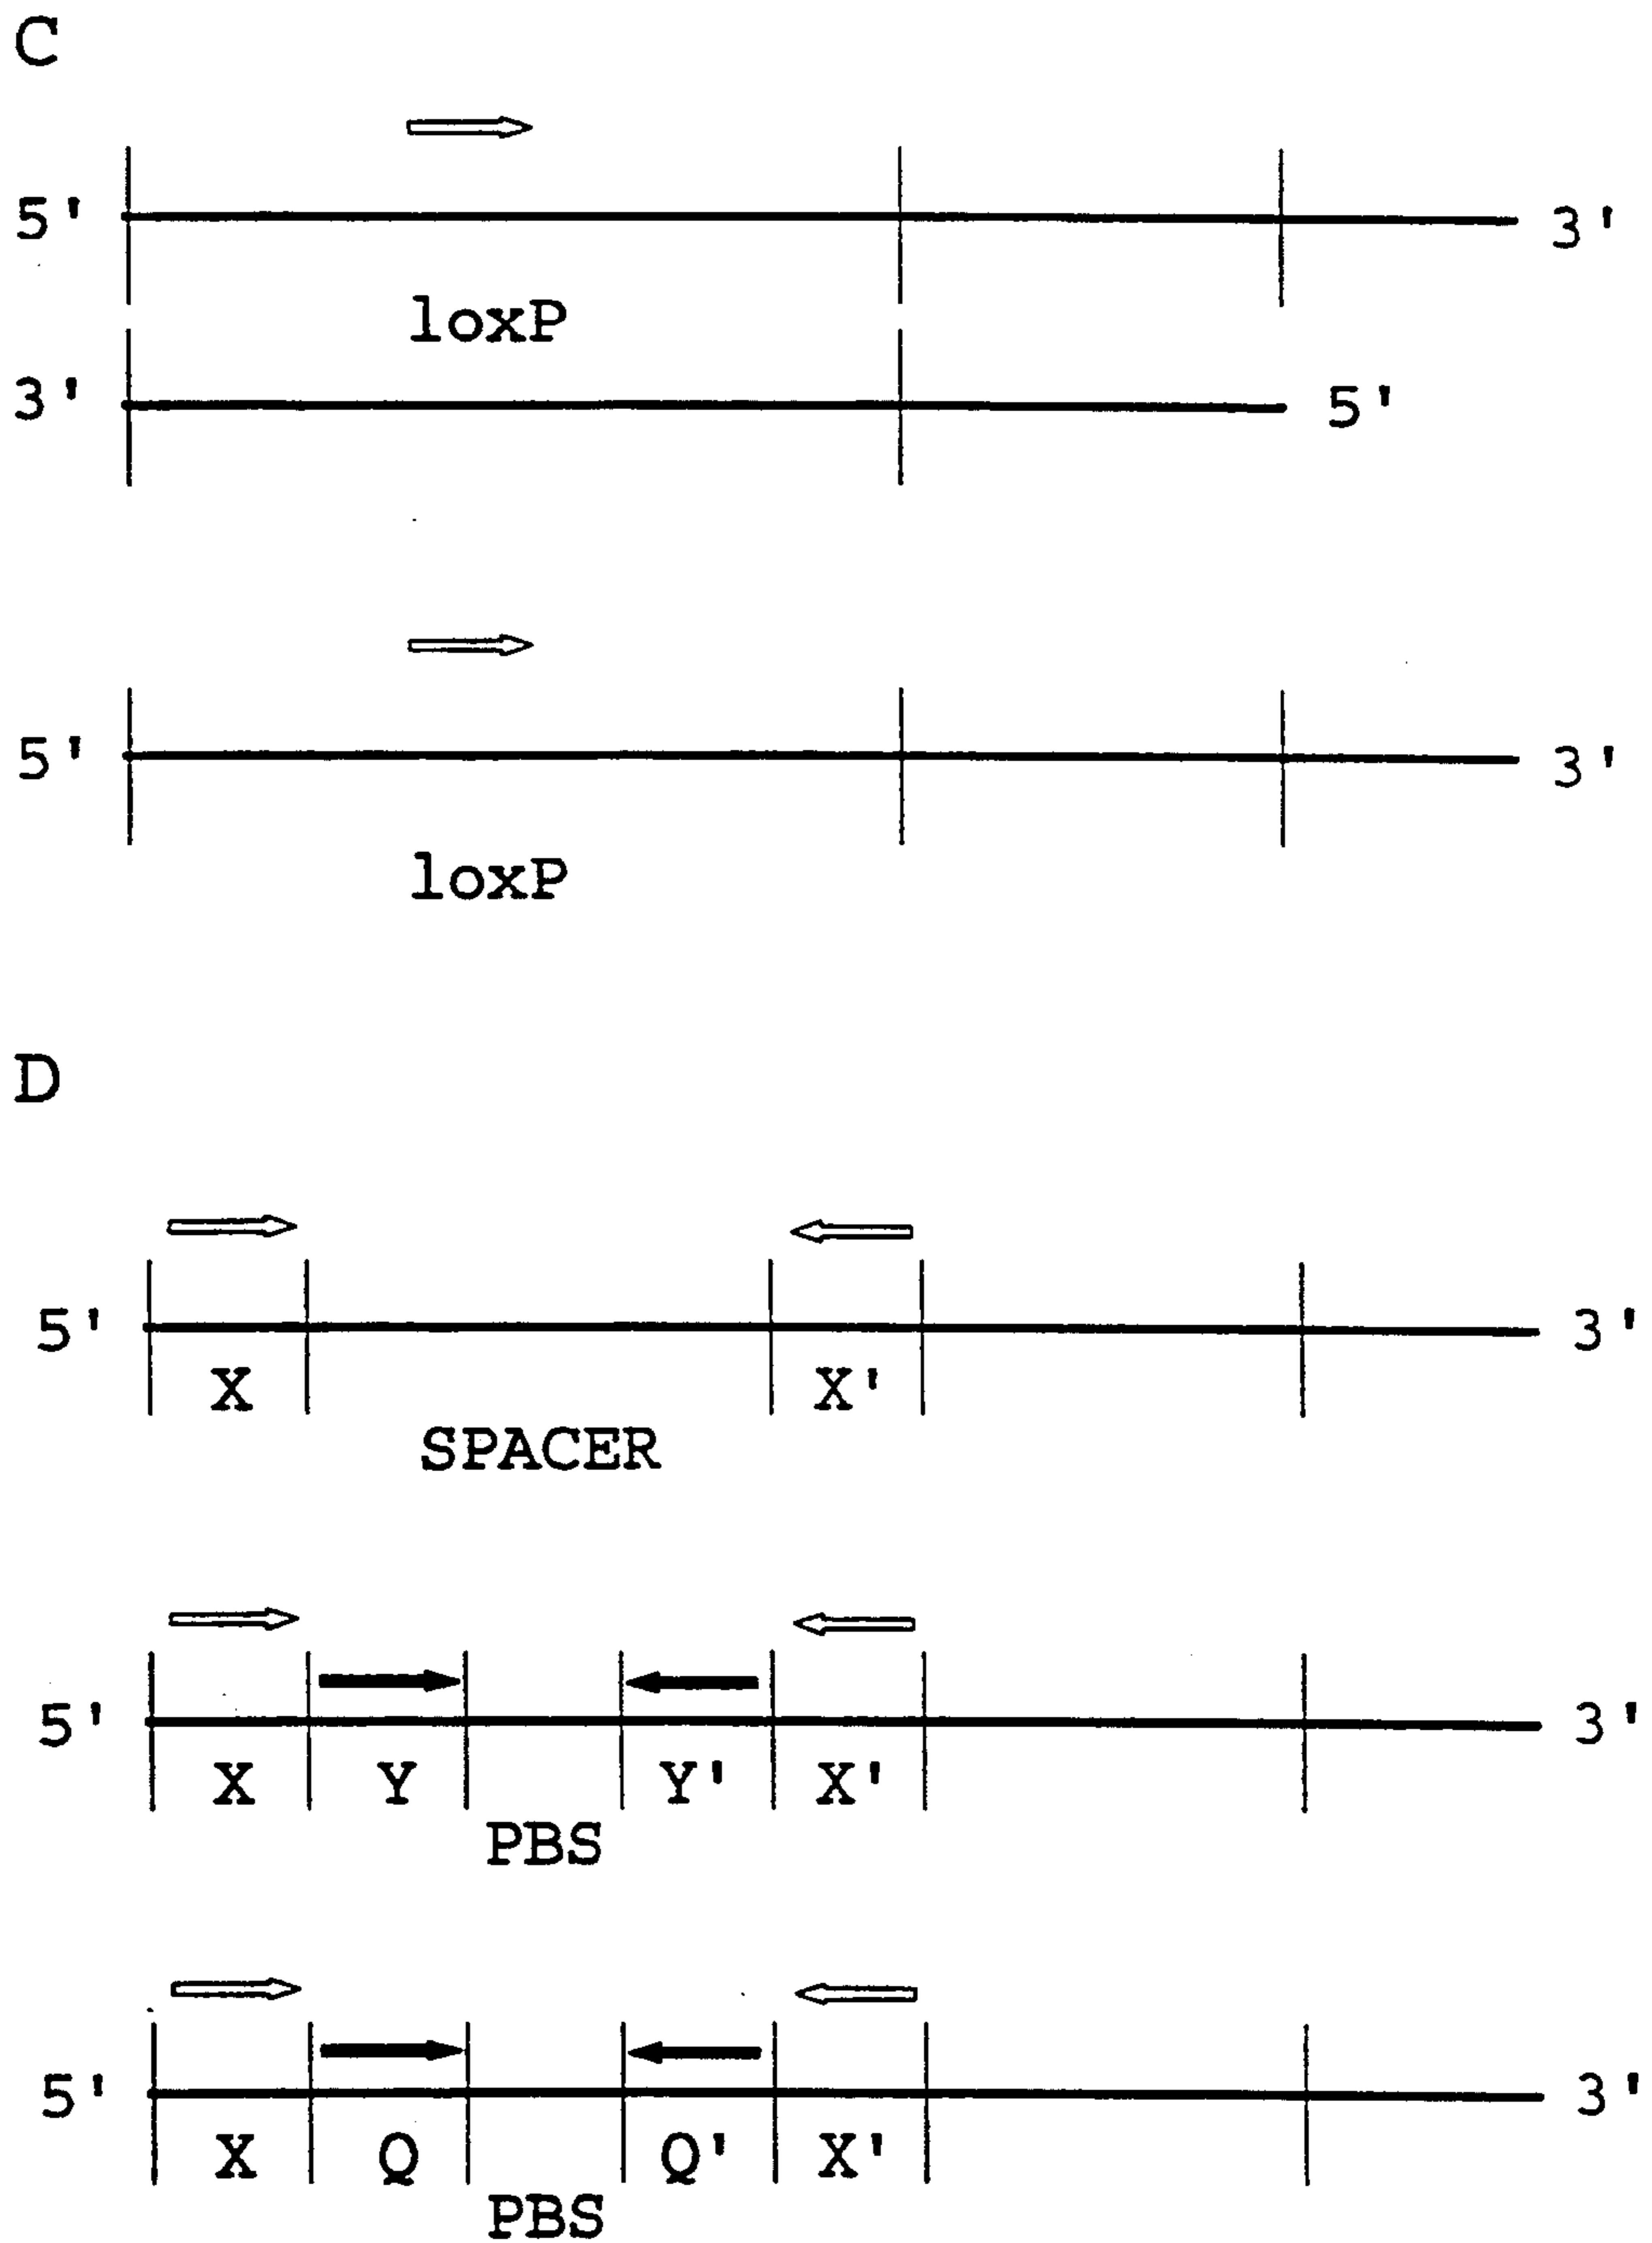 C
5' 3'
loxP
3' 5'
5' 3'
loxP
D
5' 3'
X X'
SPACER
5' 3'
X Y Y' X'
PBS
5' 3'
X Q Q' X'
PBS